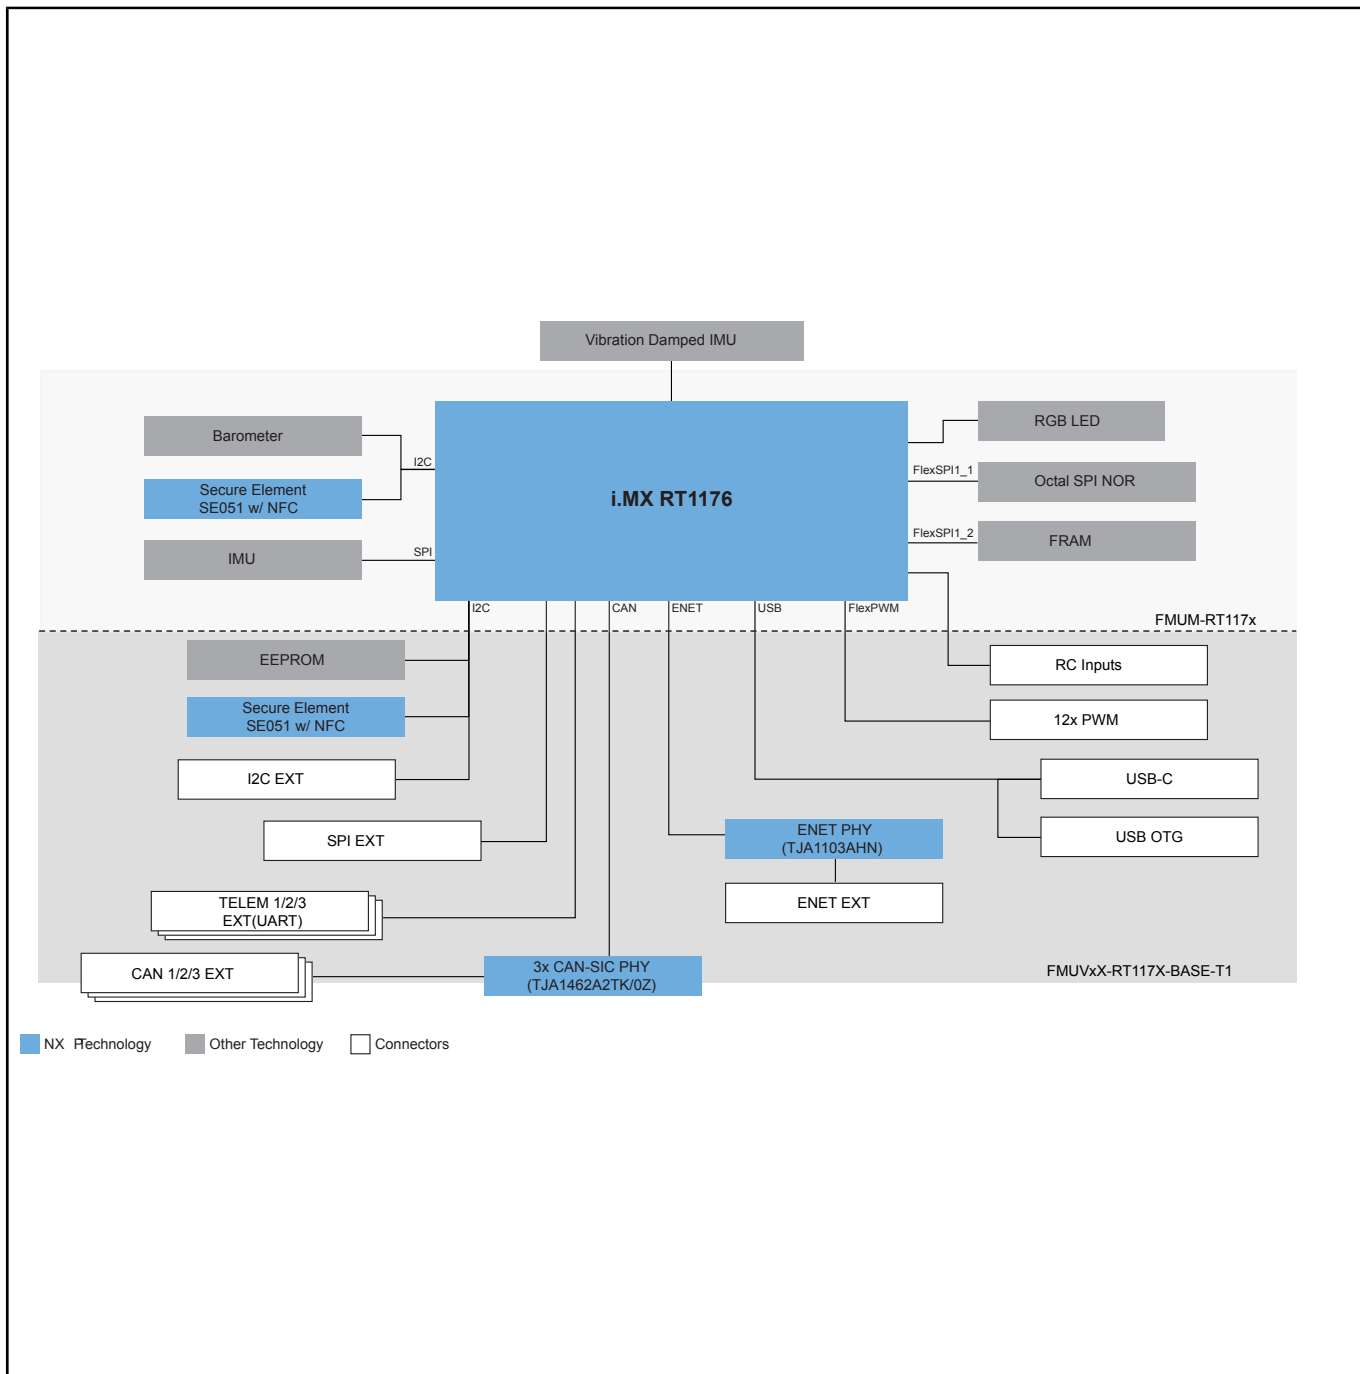 Vibration Damped IMU
Barometer
I2C
Secure Element
SE051 w/ NFC
IMU
SPI
i.MX RT1176
RGB LED
FlexSPI1_1
Octal SPI NOR
FlexSPI1_2
FRAM
I2C
CAN
ENET
USB
FlexPWM
FMUM-RT117x
EEPROM
Secure Element
SE051 w/ NFC
I2C EXT
SPI EXT
TELEM 1/2/3
EXT(UART)
CAN 1/2/3 EXT
3x CAN-SIC PHY
(TJA1462A2TK/0Z)
ENET PHY
(TJA1103AHN)
ENET EXT
RC Inputs
12x PWM
USB-C
USB OTG
FMUVxX-RT117X-BASE-T1
NXP Technology
Other Technology
Connectors